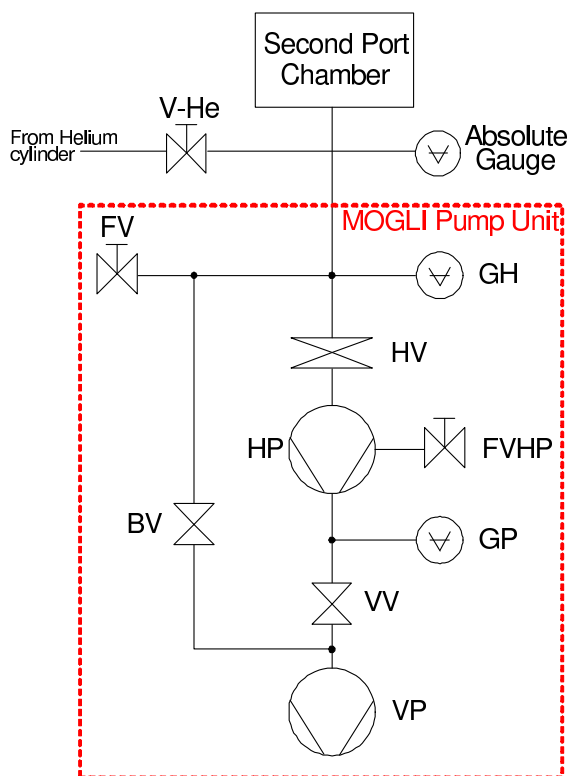 Second Port
Chamber
V-He
From Helium
cylinder
Absolute
Gauge
MOGLI Pump Unit
FV
GH
HV
HP
FVHP
BV
GP
VV
VP